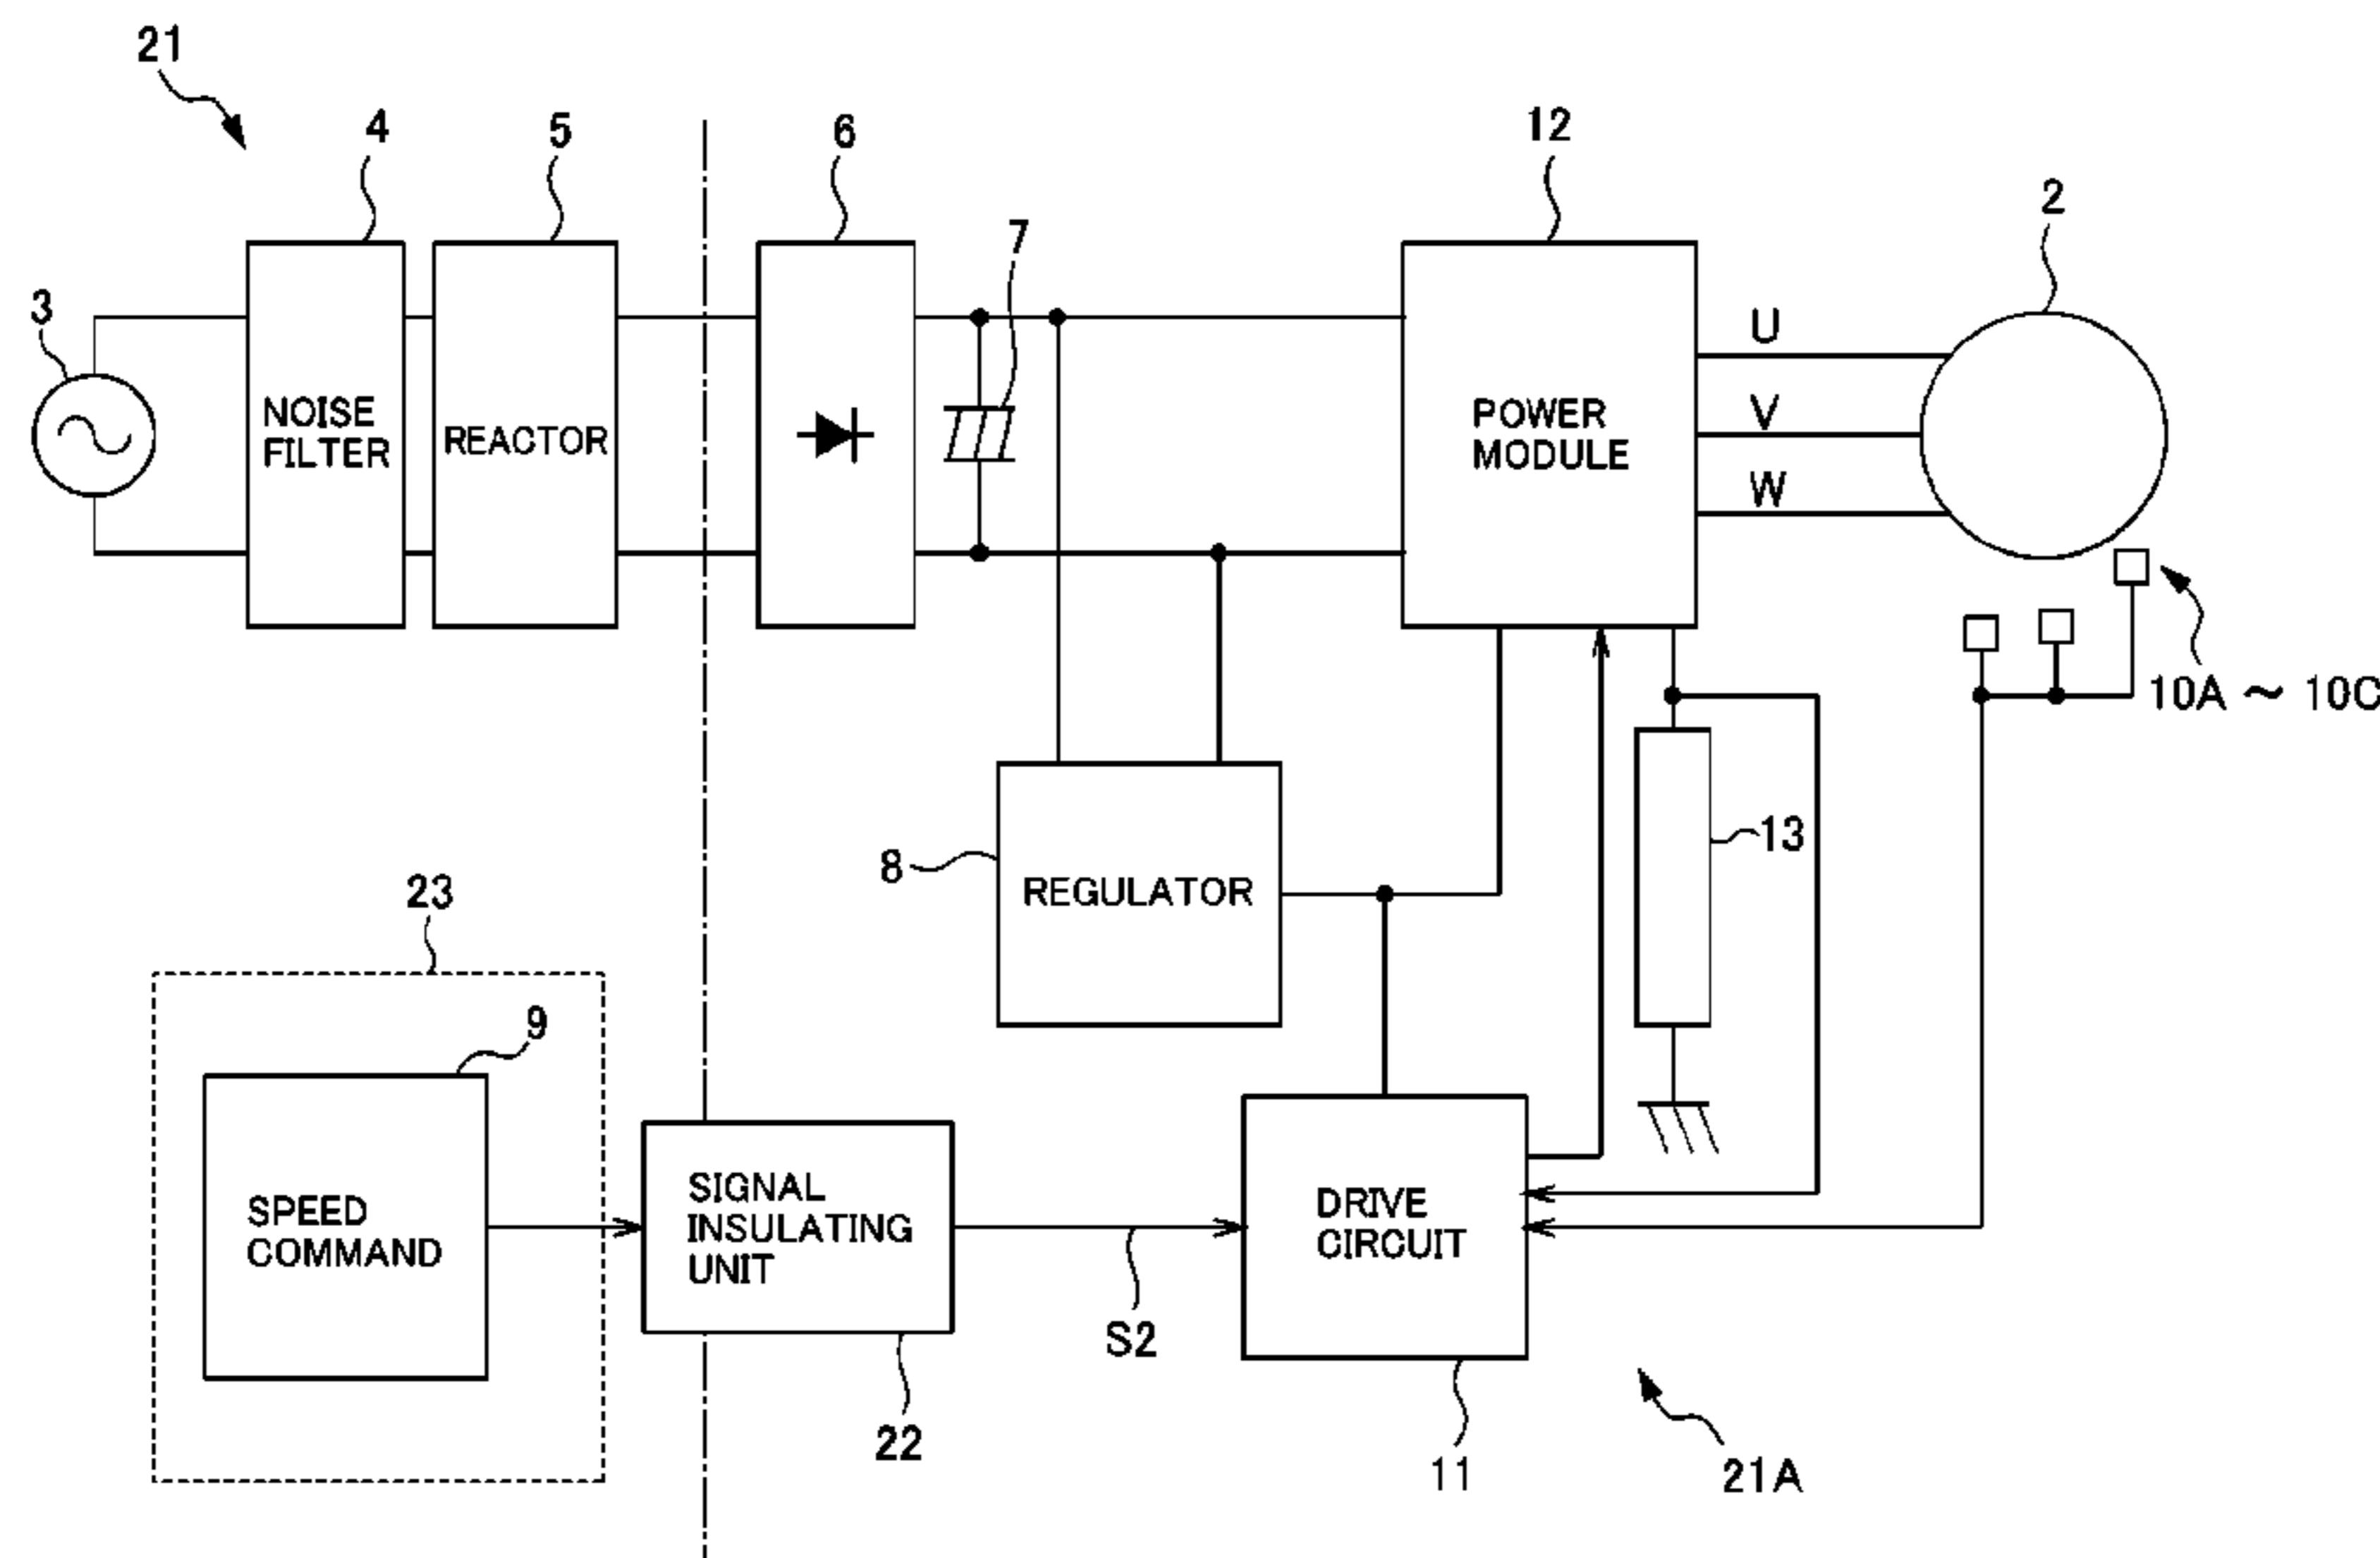 21
4
5
6
12
2
7
3
U
NOISE
FILTER
REACTOR
POWER
MODULE
V
W
10A ~ 10C
13
8
REGULATOR
23
9
SPEED
COMMAND
SIGNAL
INSULATING
UNIT
DRIVE
CIRCUIT
S2
22
11
21A